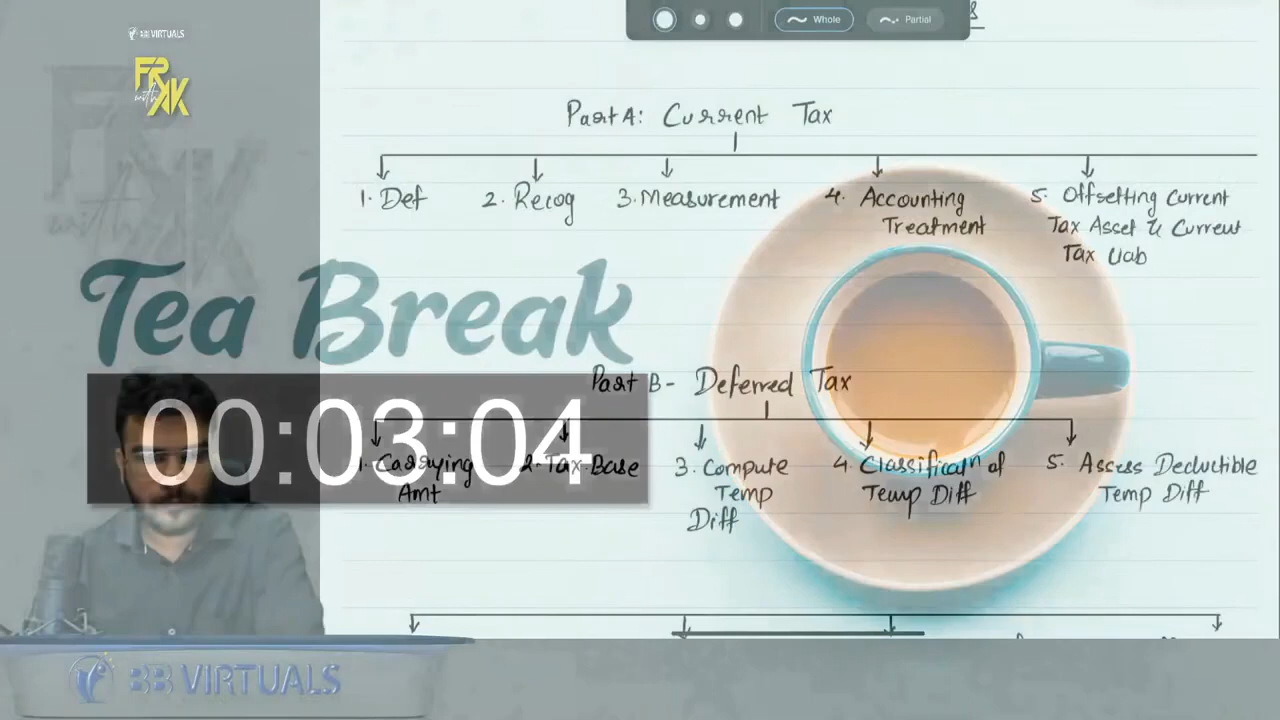 BB VIRTUALS
FR
with
KK
Whole
Partial
Part A: Current Tax
1. Def
2. Recog
3. Measurement
4. Accounting
Treatment
5. Offsetting Current
Tax Asset & Current
Tax Liab
Tea Break
Part B- Deferred Tax
00:03:04
1. Carrying
Amt
2. Tax Base
3. Compute
Temp
Diff
4. Classificatn of
Temp Diff
5. Assess Deductible
Temp Diff
BB VIRTUALS